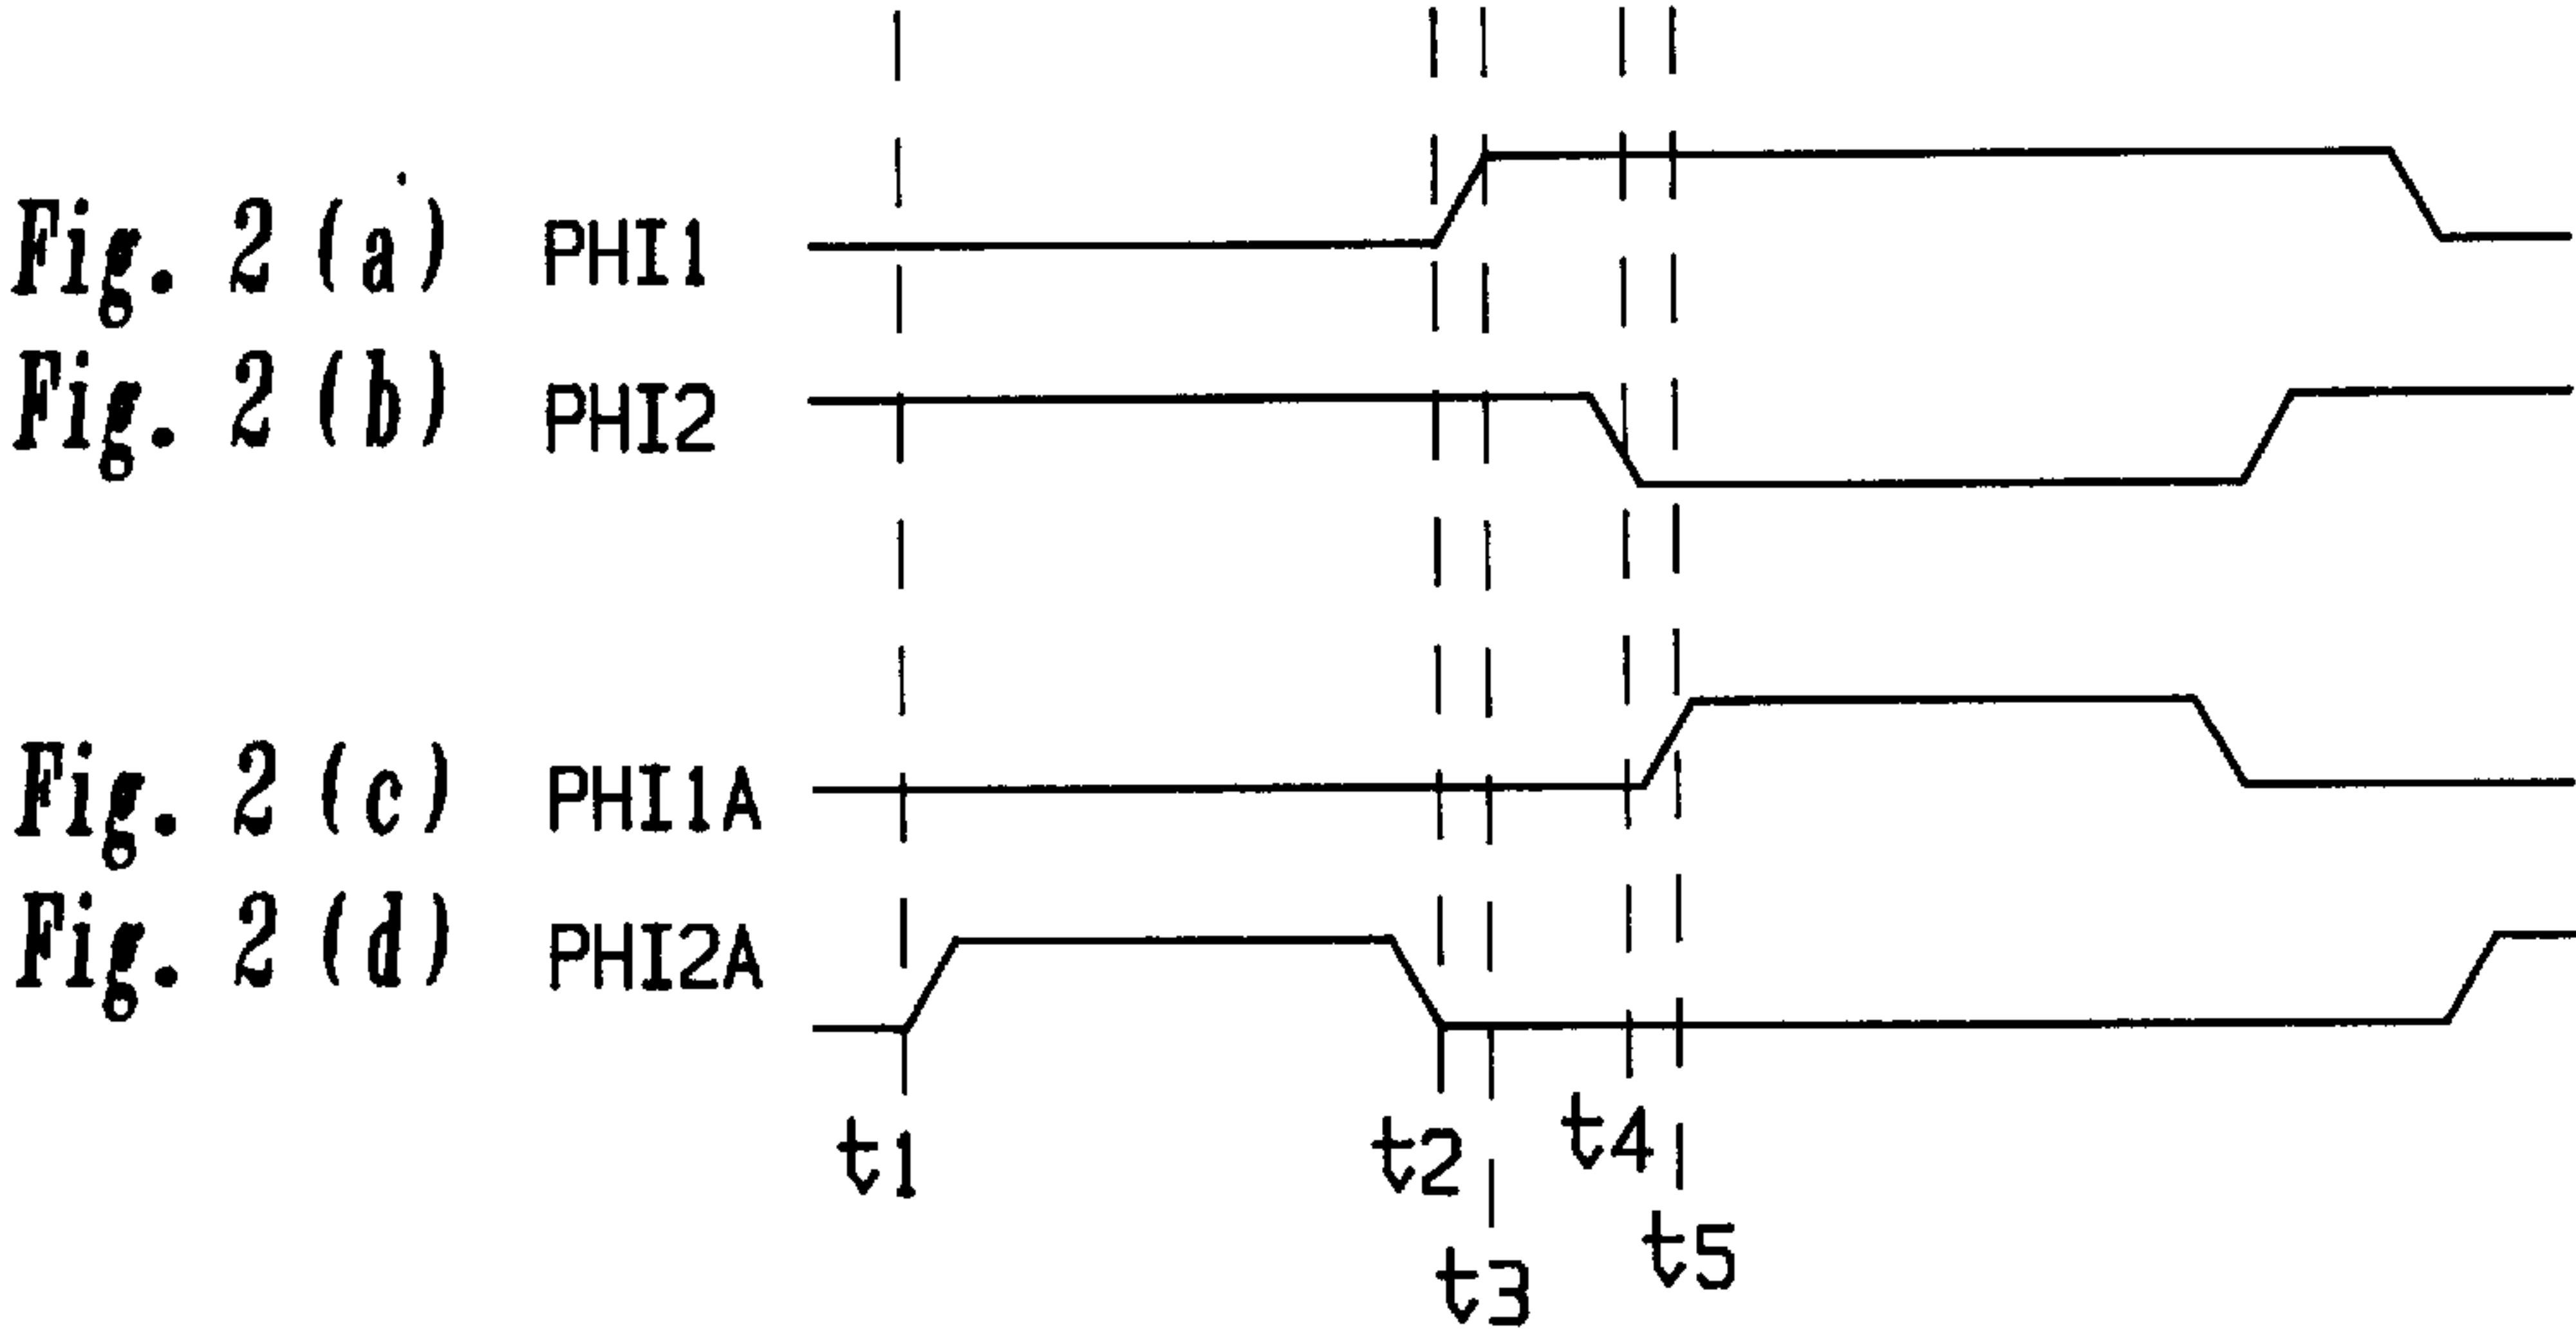 Fig. 2 (a) PHI1
Fig. 2 (b) PHI2
Fig. 2 (c) PHI1A
Fig. 2 (d) PHI2A
t1 t2 t4
t3 t5